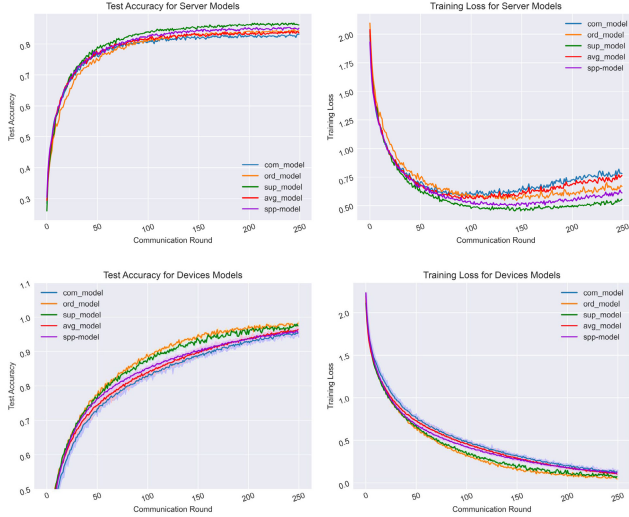 Test Accuracy for Server Models
Test Accuracy
0.8
0.7
0.6
0.5
0.4
0.3
com_model
ord_model
sup_model
avg_model
spp-model
0
50
100
150
200
250
Communication Round
Training Loss for Server Models
Training Loss
2.00
1.75
1.50
1.25
1.00
0.75
0.50
com_model
ord_model
sup_model
avg_model
spp-model
0
50
100
150
200
250
Communication Round
Test Accuracy for Devices Models
Test Accuracy
1.1
1.0
0.9
0.8
0.7
0.6
0.5
com_model
ord_model
sup_model
avg_model
spp-model
0
50
100
150
200
250
Communication Round
Training Loss for Devices Models
Training Loss
2.0
1.5
1.0
0.5
0.0
com_model
ord_model
sup_model
avg_model
spp-model
0
50
100
150
200
250
Communication Round